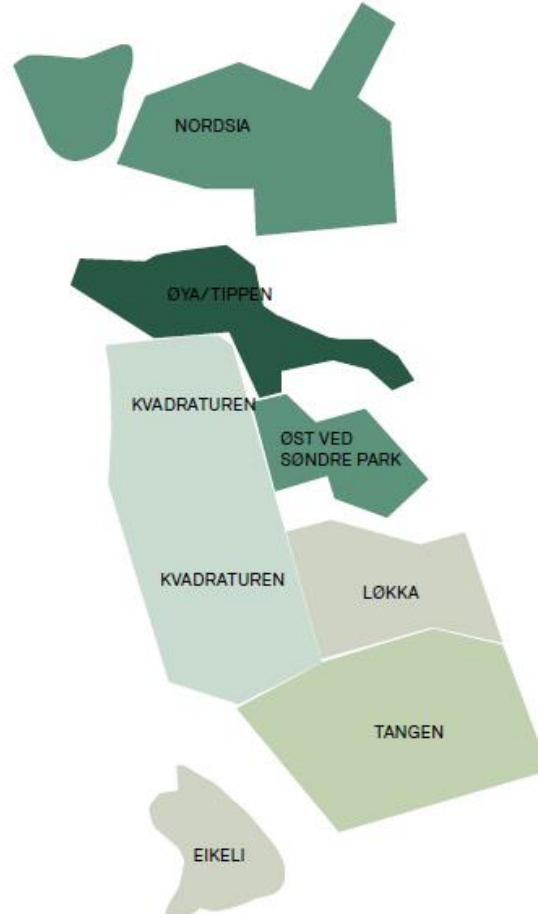 NORDSIA
ØYA/TIPPEN
KVADRATUREN
ØST VED
SØNDRE PARK
KVADRATUREN
LØKKA
TANGEN
EIKELI